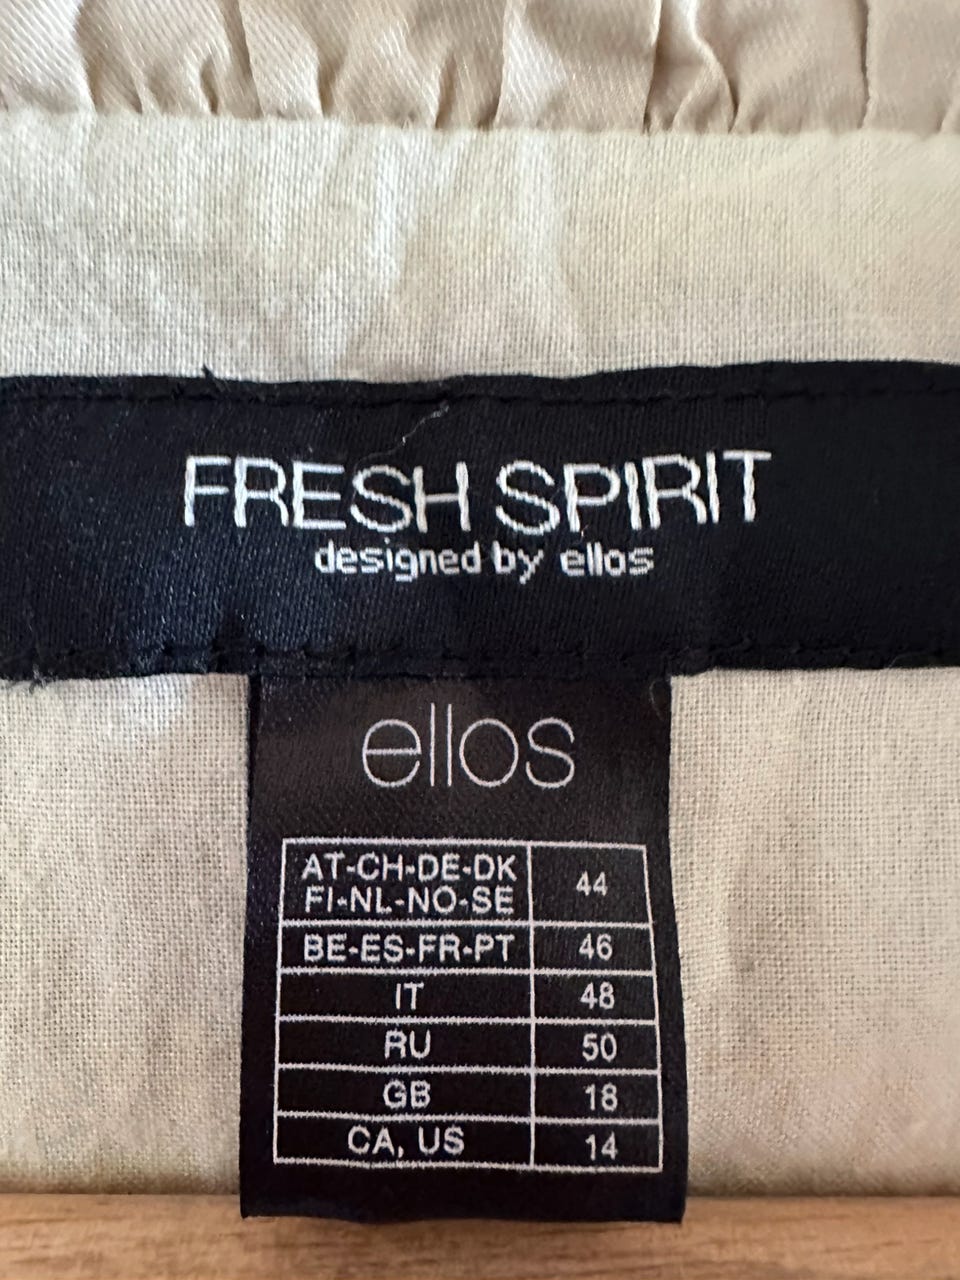 FRESH SPIRIT
designed by ellos
ellos
AT-CH-DE-DK
FI-NL-NO-SE 44
BE-ES-FR-PT 46
IT 48
RU 50
GB 18
CA, US 14